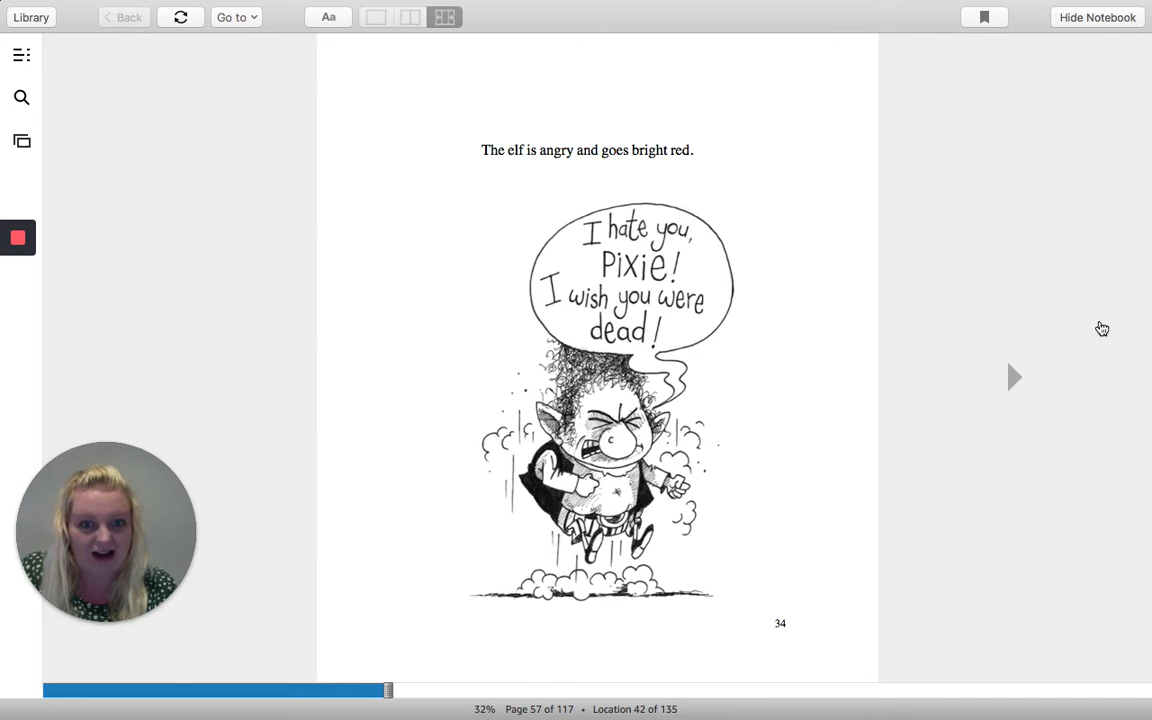 Library
Back
Go to
Aa
Hide Notebook
The elf is angry and goes bright red.
I hate you,
Pixie!
I wish you were
dead!
34
32% Page 57 of 117 • Location 42 of 135